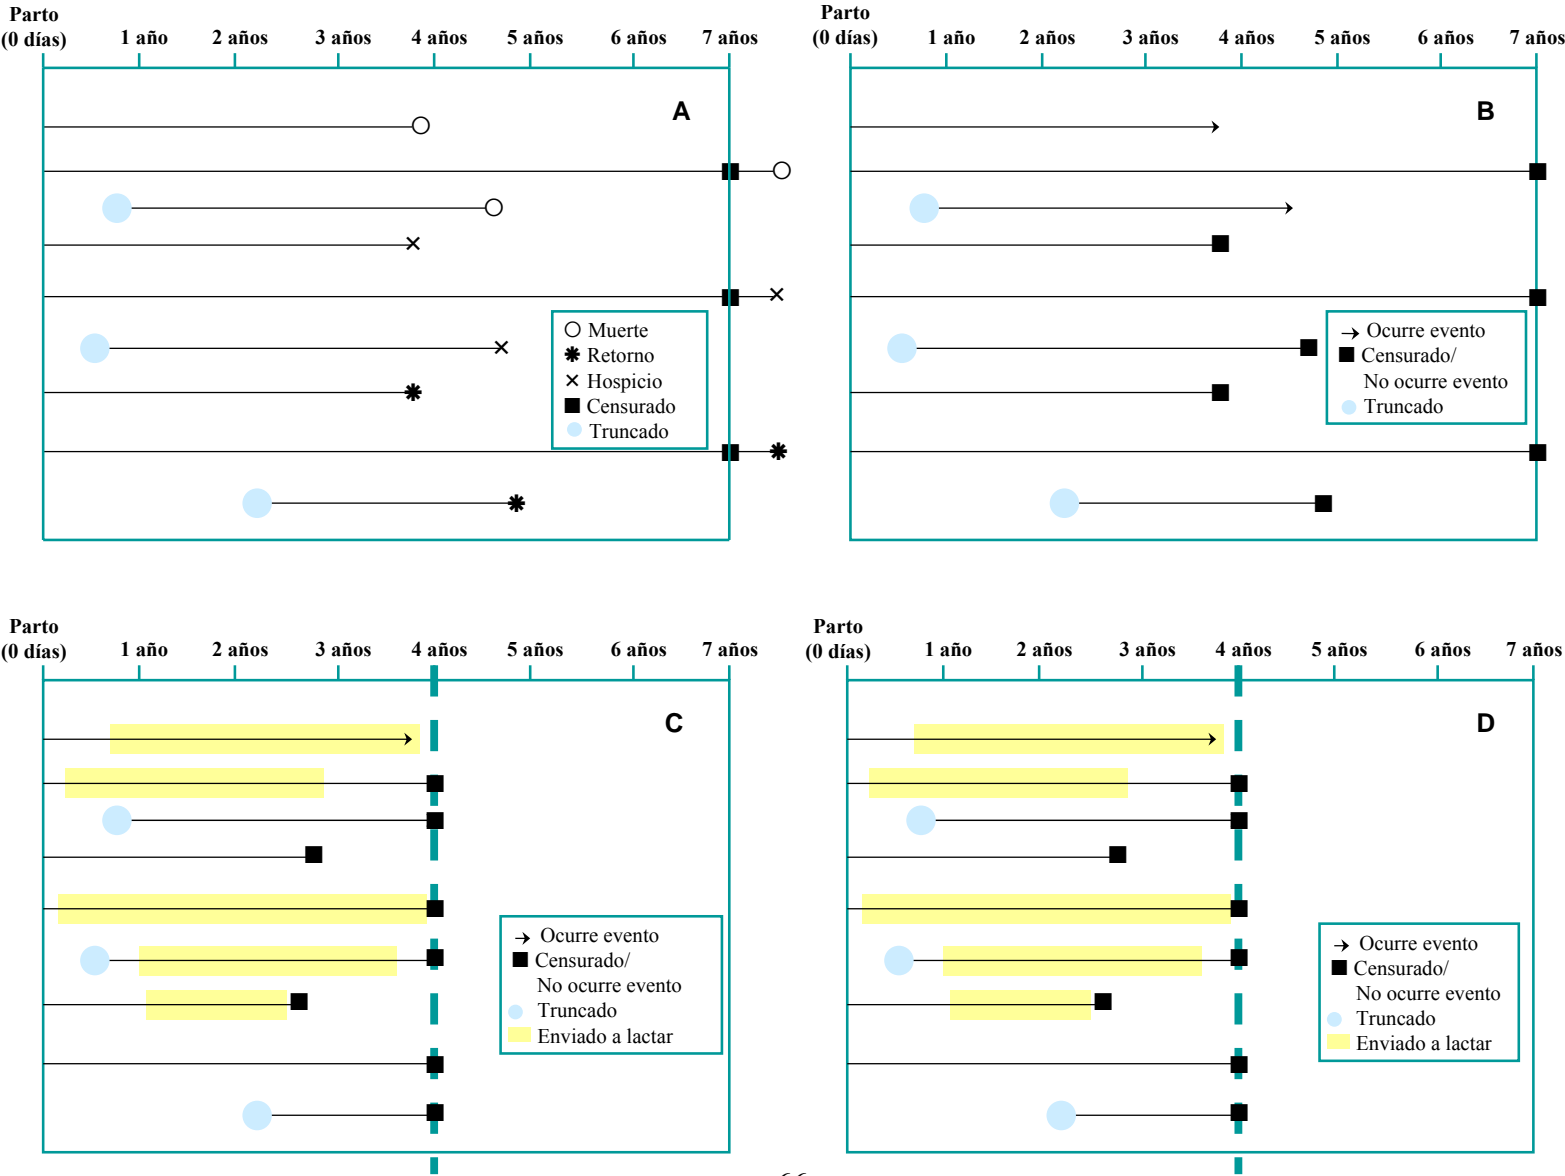 Parto
(0 días) 1 año 2 años 3 años 4 años 5 años 6 años 7 años
A
Muerte
Retorno
Hospicio
Censurado
Truncado
Parto
(0 días) 1 año 2 años 3 años 4 años 5 años 6 años 7 años
B
Ocurre evento
Censurado/
No ocurre evento
Truncado
Parto
(0 días) 1 año 2 años 3 años 4 años 5 años 6 años 7 años
C
Ocurre evento
Censurado/
No ocurre evento
Truncado
Enviado a lactar
Parto
(0 días) 1 año 2 años 3 años 4 años 5 años 6 años 7 años
D
Ocurre evento
Censurado/
No ocurre evento
Truncado
Enviado a lactar